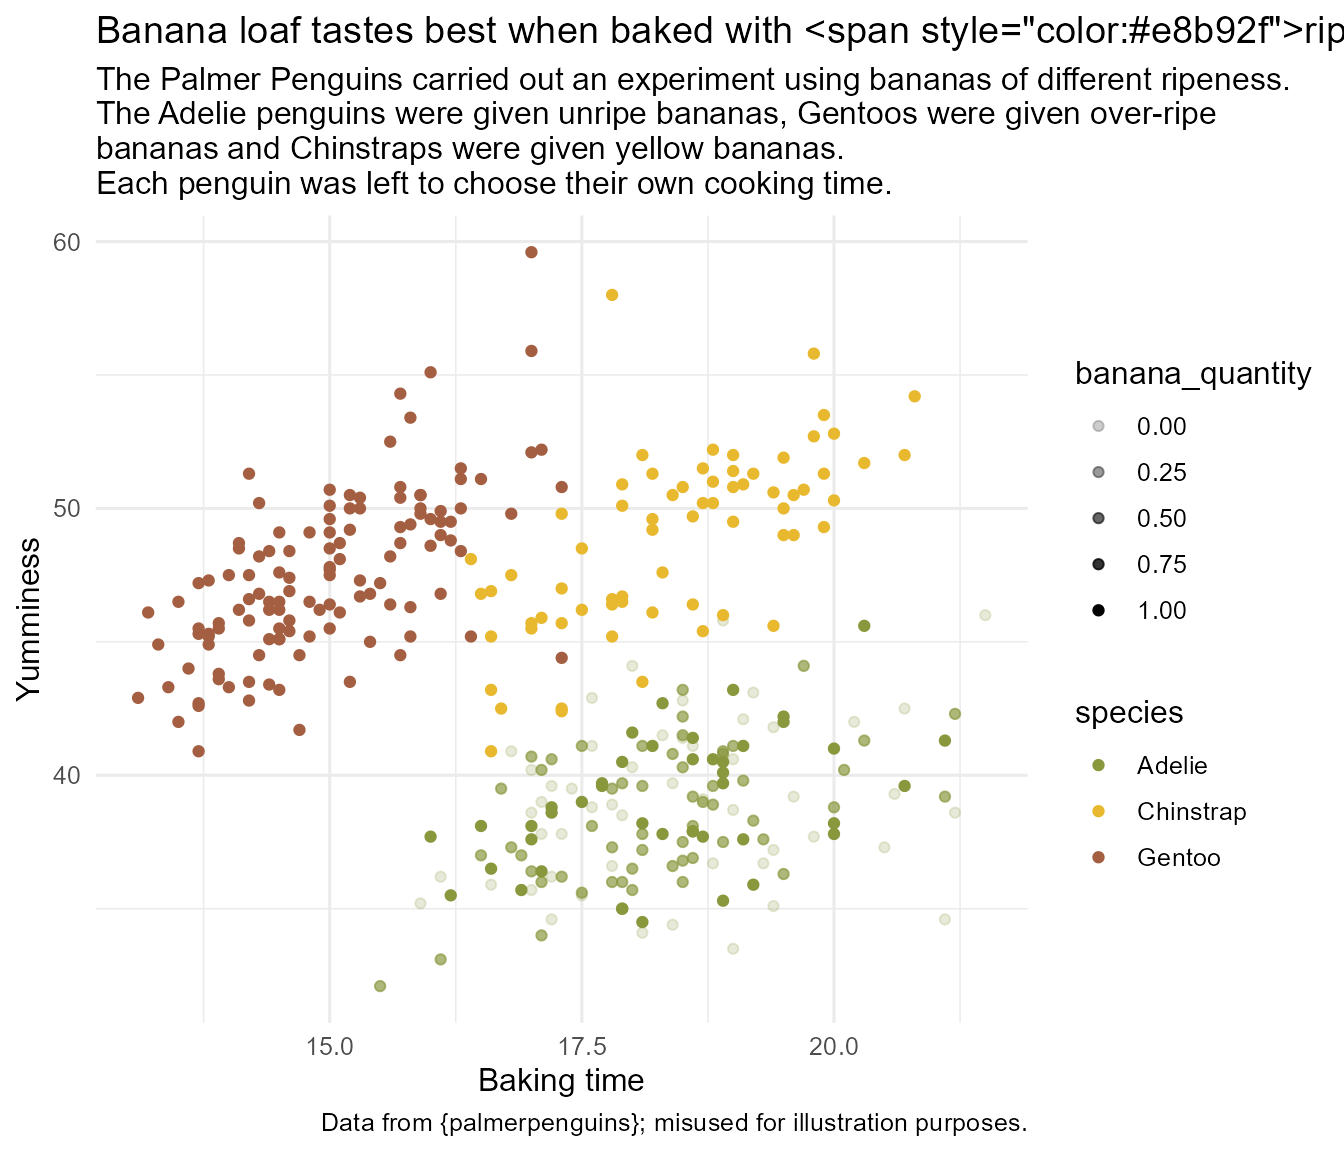 Banana loaf tastes best when baked with <span style="color:#e8b92f">rip
The Palmer Penguins carried out an experiment using bananas of different ripeness.
The Adelie penguins were given unripe bananas, Gentoos were given over-ripe
bananas and Chinstraps were given yellow bananas.
Each penguin was left to choose their own cooking time.
60
50
40
Yumminess
15.0
17.5
20.0
Baking time
banana_quantity
0.00
0.25
0.50
0.75
1.00
species
Adelie
Chinstrap
Gentoo
Data from {palmerpenguins}; misused for illustration purposes.